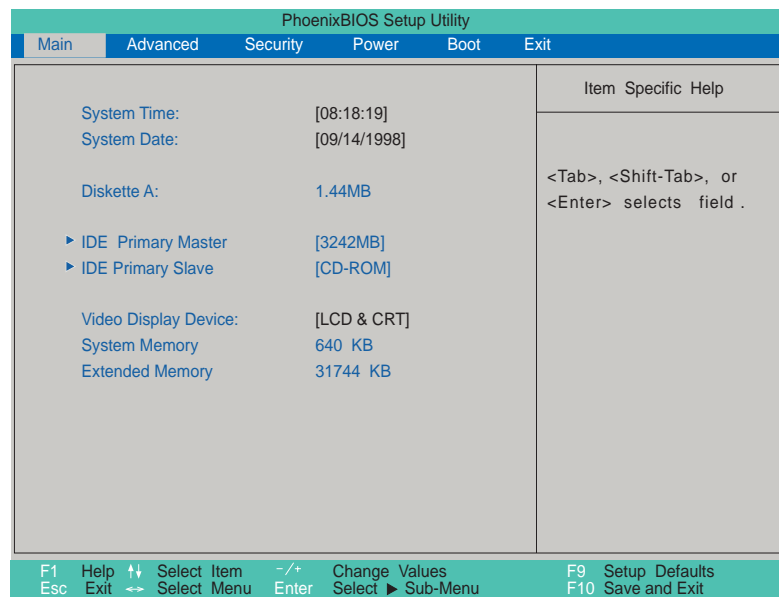 PhoenixBIOS Setup Utility
Main Advanced Security Power Boot Exit
Item Specific Help
System Time: [08:18:19]
System Date: [09/14/1998]
<Tab>, <Shift-Tab>, or
<Enter> selects field .
Diskette A: 1.44MB
IDE Primary Master [3242MB]
IDE Primary Slave [CD-ROM]
Video Display Device: [LCD & CRT]
System Memory 640 KB
Extended Memory 31744 KB
F1 Help ↑↓ Select Item -/+ Change Values F9 Setup Defaults
Esc Exit ↔ Select Menu Enter Select ▶ Sub-Menu F10 Save and Exit